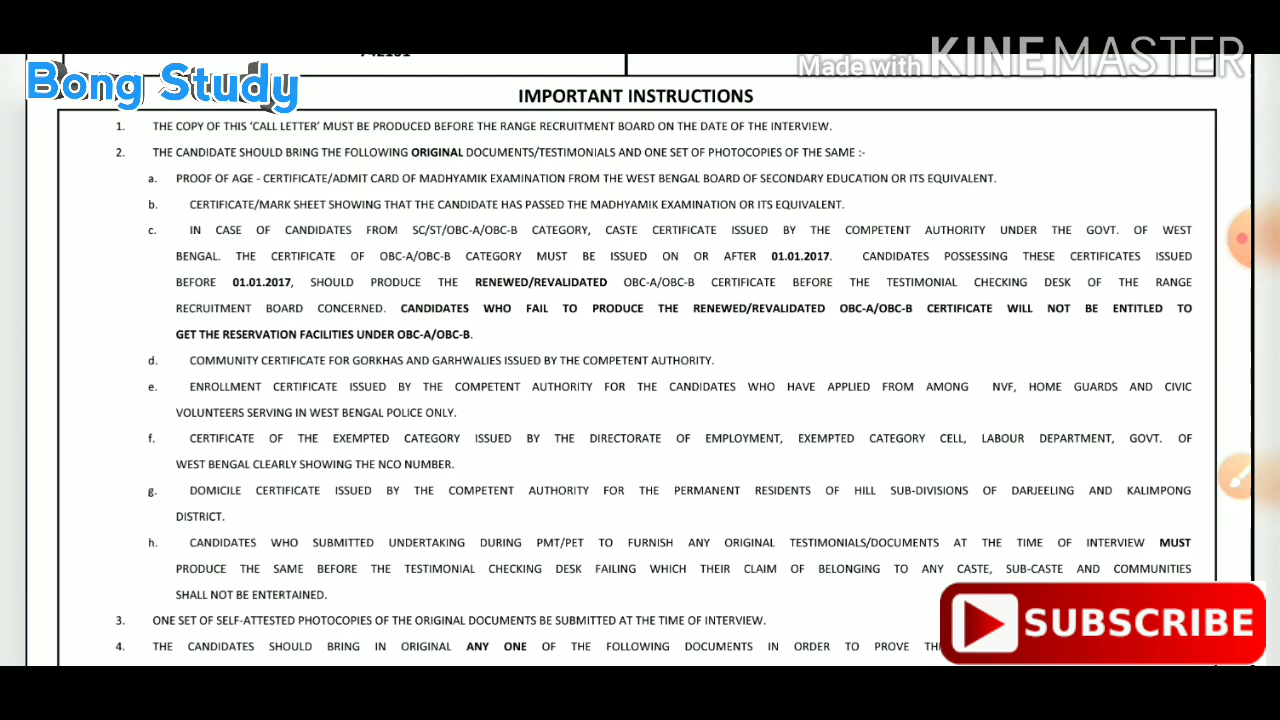 742101
Made with KINEMASTER
Bong Study
IMPORTANT INSTRUCTIONS
1. THE COPY OF THIS ‘CALL LETTER’ MUST BE PRODUCED BEFORE THE RANGE RECRUITMENT BOARD ON THE DATE OF THE INTERVIEW.
2. THE CANDIDATE SHOULD BRING THE FOLLOWING ORIGINAL DOCUMENTS/TESTIMONIALS AND ONE SET OF PHOTOCOPIES OF THE SAME :-
a. PROOF OF AGE - CERTIFICATE/ADMIT CARD OF MADHYAMIK EXAMINATION FROM THE WEST BENGAL BOARD OF SECONDARY EDUCATION OR ITS EQUIVALENT.
b. CERTIFICATE/MARK SHEET SHOWING THAT THE CANDIDATE HAS PASSED THE MADHYAMIK EXAMINATION OR ITS EQUIVALENT.
c. IN CASE OF CANDIDATES FROM SC/ST/OBC-A/OBC-B CATEGORY, CASTE CERTIFICATE ISSUED BY THE COMPETENT AUTHORITY UNDER THE GOVT. OF WEST
BENGAL. THE CERTIFICATE OF OBC-A/OBC-B CATEGORY MUST BE ISSUED ON OR AFTER 01.01.2017. CANDIDATES POSSESSING THESE CERTIFICATES ISSUED
BEFORE 01.01.2017, SHOULD PRODUCE THE RENEWED/REVALIDATED OBC-A/OBC-B CERTIFICATE BEFORE THE TESTIMONIAL CHECKING DESK OF THE RANGE
RECRUITMENT BOARD CONCERNED. CANDIDATES WHO FAIL TO PRODUCE THE RENEWED/REVALIDATED OBC-A/OBC-B CERTIFICATE WILL NOT BE ENTITLED TO
GET THE RESERVATION FACILITIES UNDER OBC-A/OBC-B.
d. COMMUNITY CERTIFICATE FOR GORKHAS AND GARHWALIES ISSUED BY THE COMPETENT AUTHORITY.
e. ENROLLMENT CERTIFICATE ISSUED BY THE COMPETENT AUTHORITY FOR THE CANDIDATES WHO HAVE APPLIED FROM AMONG NVF, HOME GUARDS AND CIVIC
VOLUNTEERS SERVING IN WEST BENGAL POLICE ONLY.
f. CERTIFICATE OF THE EXEMPTED CATEGORY ISSUED BY THE DIRECTORATE OF EMPLOYMENT, EXEMPTED CATEGORY CELL, LABOUR DEPARTMENT, GOVT. OF
WEST BENGAL CLEARLY SHOWING THE NCO NUMBER.
g. DOMICILE CERTIFICATE ISSUED BY THE COMPETENT AUTHORITY FOR THE PERMANENT RESIDENTS OF HILL SUB-DIVISIONS OF DARJEELING AND KALIMPONG
DISTRICT.
h. CANDIDATES WHO SUBMITTED UNDERTAKING DURING PMT/PET TO FURNISH ANY ORIGINAL TESTIMONIALS/DOCUMENTS AT THE TIME OF INTERVIEW MUST
PRODUCE THE SAME BEFORE THE TESTIMONIAL CHECKING DESK FAILING WHICH THEIR CLAIM OF BELONGING TO ANY CASTE, SUB-CASTE AND COMMUNITIES
SHALL NOT BE ENTERTAINED.
3. ONE SET OF SELF-ATTESTED PHOTOCOPIES OF THE ORIGINAL DOCUMENTS BE SUBMITTED AT THE TIME OF INTERVIEW.
4. THE CANDIDATES SHOULD BRING IN ORIGINAL ANY ONE OF THE FOLLOWING DOCUMENTS IN ORDER TO PROVE
SUBSCRIBE